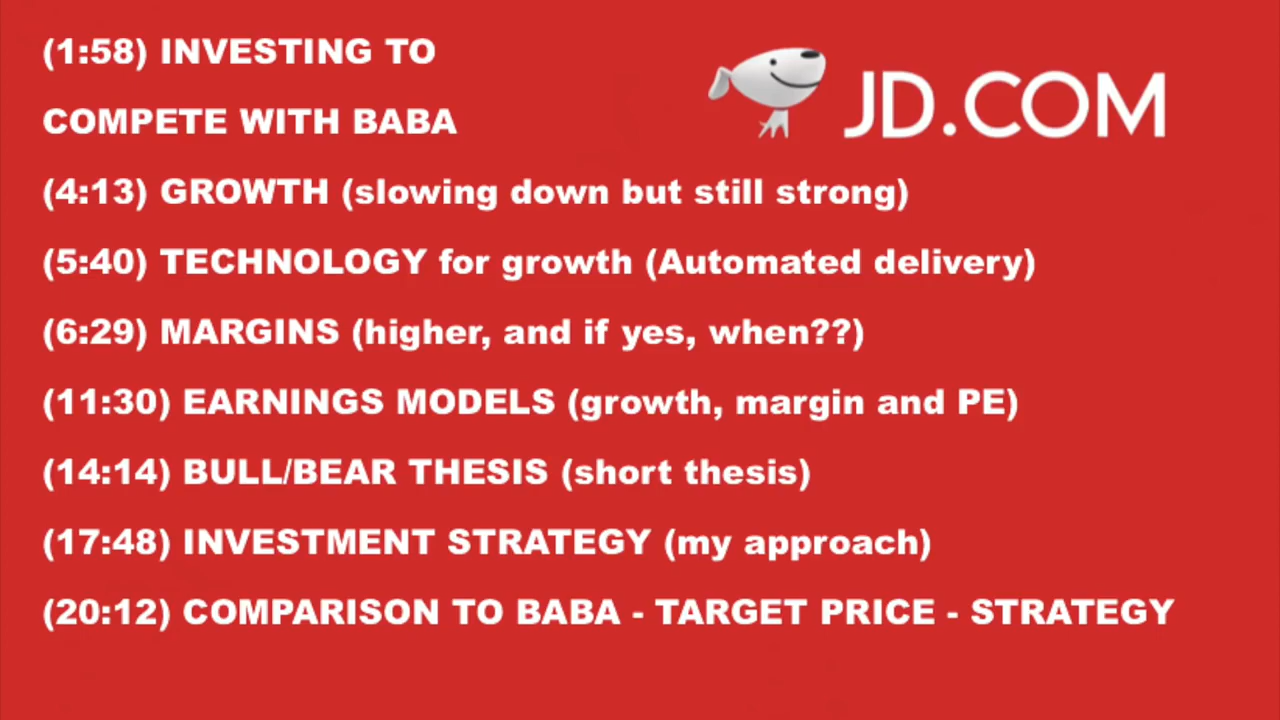 (1:58) INVESTING TO
JD.COM
COMPETE WITH BABA
(4:13) GROWTH (slowing down but still strong)
(5:40) TECHNOLOGY for growth (Automated delivery)
(6:29) MARGINS (higher, and if yes, when??)
(11:30) EARNINGS MODELS (growth, margin and PE)
(14:14) BULL/BEAR THESIS (short thesis)
(17:48) INVESTMENT STRATEGY (my approach)
(20:12) COMPARISON TO BABA - TARGET PRICE - STRATEGY